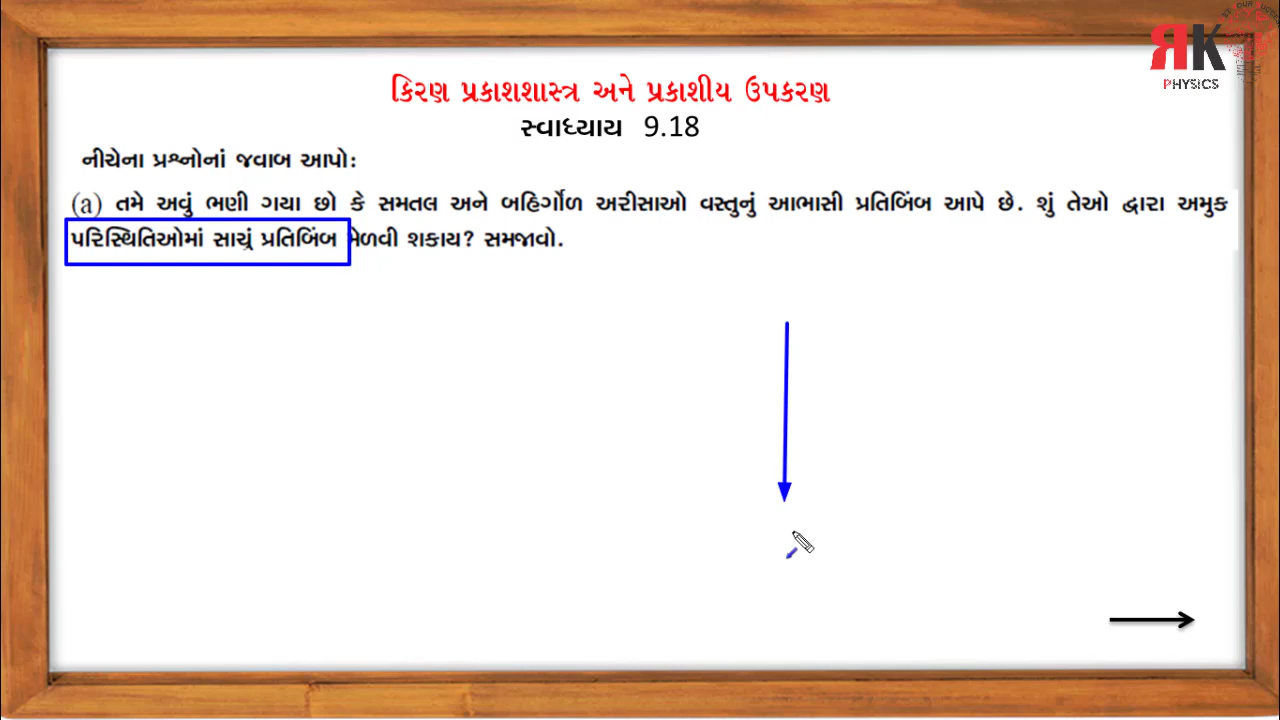 RK
PHYSICS
કિરણ પ્રકાશશાસ્ત્ર અને પ્રકાશીય ઉપકરણ
સ્વાધ્યાય 9.18
નીચેના પ્રશ્નોનાં જવાબ આપો:
(a) તમે અવું ભણી ગયા છો કે સમતલ અને બહિર્ગોળ અરીસાઓ વસ્તુનું આભાસી પ્રતિબિંબ આપે છે. શું તેઓ દ્વારા અમુક
પરિસ્થિતિઓમાં સાચું પ્રતિબિંબ મેળવી શકાય? સમજાવો.